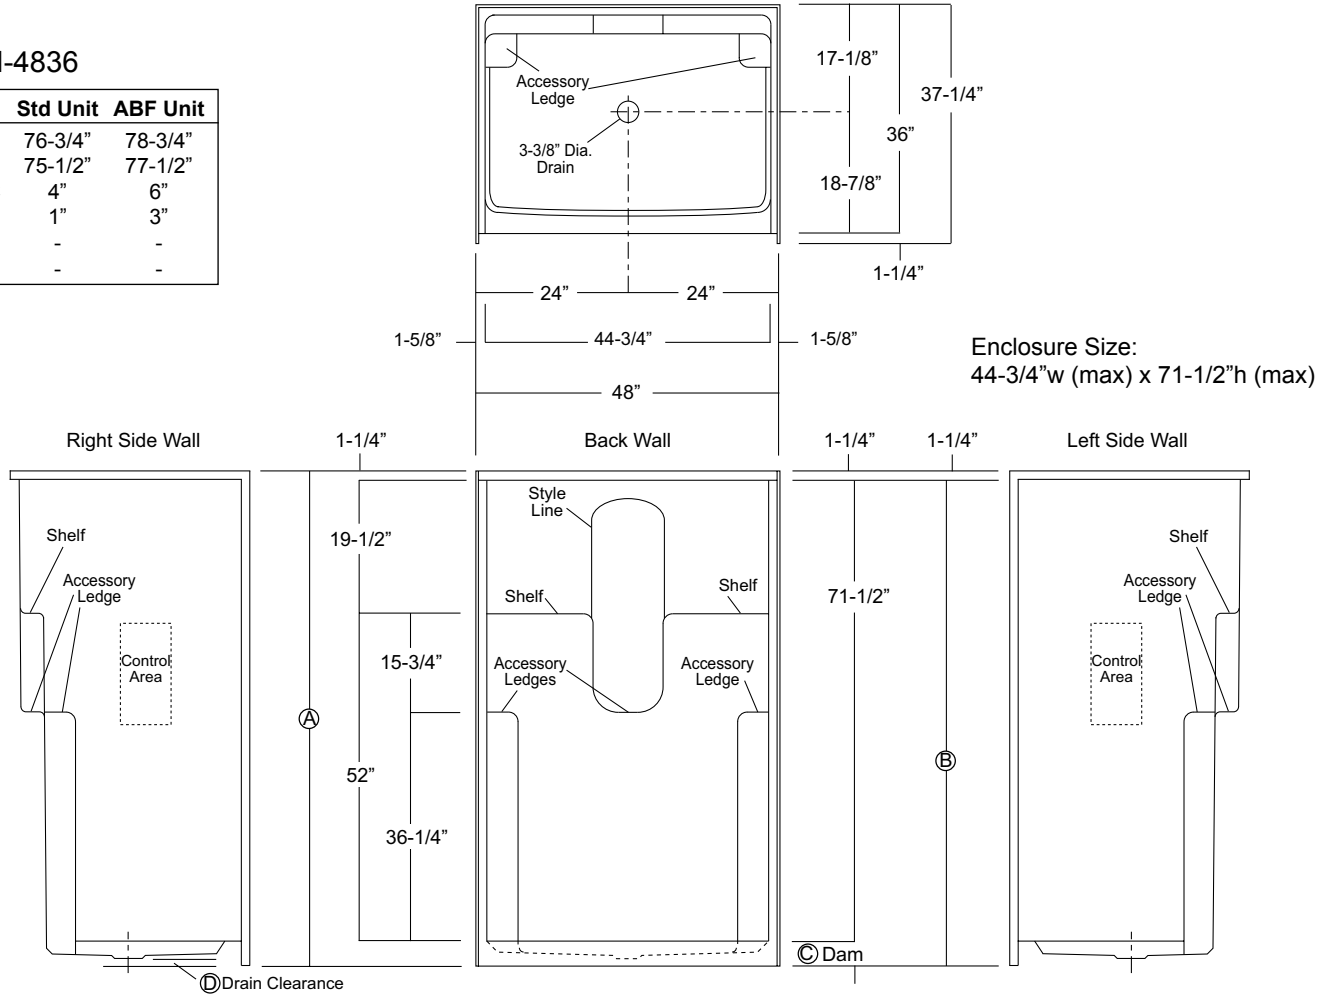 -4836
Std Unit ABF Unit
76-3/4” 78-3/4”
75-1/2” 77-1/2”
4” 6”
1” 3”
- -
- -
Accessory
Ledge
3-3/8” Dia.
Drain
17-1/8”
37-1/4”
36”
18-7/8”
1-1/4”
24” 24”
1-5/8” 44-3/4” 1-5/8”
48”
Enclosure Size:
44-3/4”w (max) x 71-1/2”h (max)
Right Side Wall
1-1/4”
Back Wall
1-1/4” 1-1/4”
Left Side Wall
Shelf
Accessory
Ledge
Control
Area
D Drain Clearance
A
19-1/2”
15-3/4”
52”
36-1/4”
Style
Line
Shelf
Shelf
Accessory
Ledges
Accessory
Ledge
71-1/2”
B
C Dam
Shelf
Accessory
Ledge
Control
Area